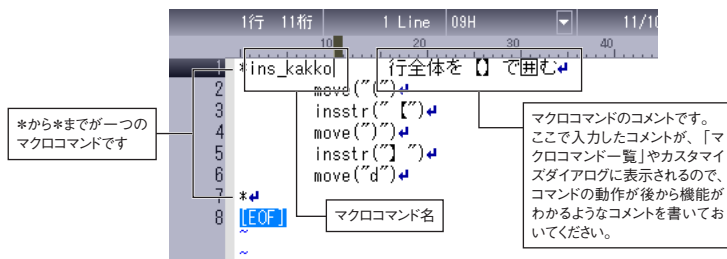 1行 11桁 1 Line 09H 11/10
10 20 30 40
1 *ins_kakko 行全体を【】で囲む
2 move("(")
3 insstr("【")
4 move(")")
5 insstr("】")
6 move("d")
7 *
8 [EOF]
~
~
*から*までが一つの
マクロコマンドです
マクロコマンド名
マクロコマンドのコメントです。
ここで入力したコメントが、「マ
クロコマンド一覧」やカスタマイ
ズダイアログに表示されるので、
コマンドの動作が後から機能が
わかるようなコメントを書いてお
いてください。